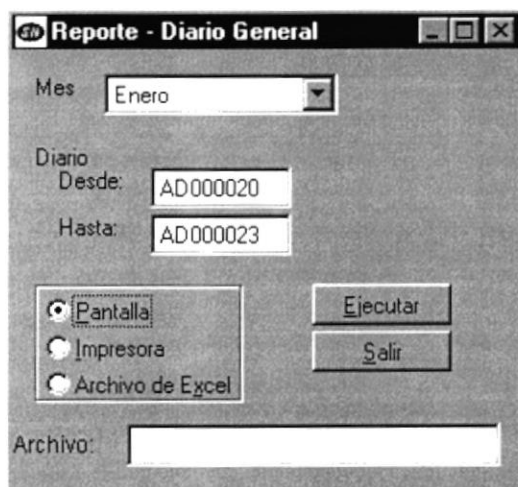 Reporte - Diario General
Mes Enero
Diario
Desde: AD000020
Hasta: AD000023
Pantalla Ejecutar
Impresora Salir
Archivo de Excel
Archivo: